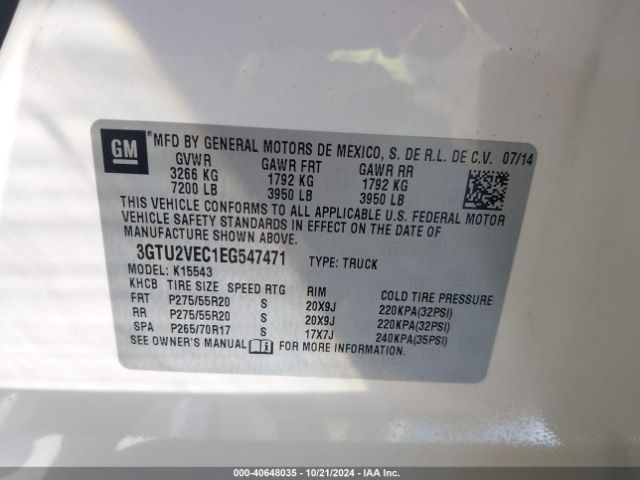 GM
®MFD BY GENERAL MOTORS DE MEXICO, S. DE R.L. DE C.V. 07/14
GVWR GAWR FRT GAWR RR
3266 KG 1792 KG 1792 KG
7200 LB 3950 LB 3950 LB
THIS VEHICLE CONFORMS TO ALL APPLICABLE U.S. FEDERAL MOTOR
VEHICLE SAFETY STANDARDS IN EFFECT ON THE DATE OF
MANUFACTURE SHOWN ABOVE.
3GTU2VEC1EG547471 TYPE: TRUCK
MODEL: K15543
KHCB TIRE SIZE SPEED RTG RIM COLD TIRE PRESSURE
FRT P275/55R20 S 20X9J 220KPA(32PSI)
RR P275/55R20 S 20X9J 220KPA(32PSI)
SPA P265/70R17 S 17X7J 240KPA(35PSI)
SEE OWNER'S MANUAL FOR MORE INFORMATION.
000-40648035 - 10/21/2024 - IAA Inc.